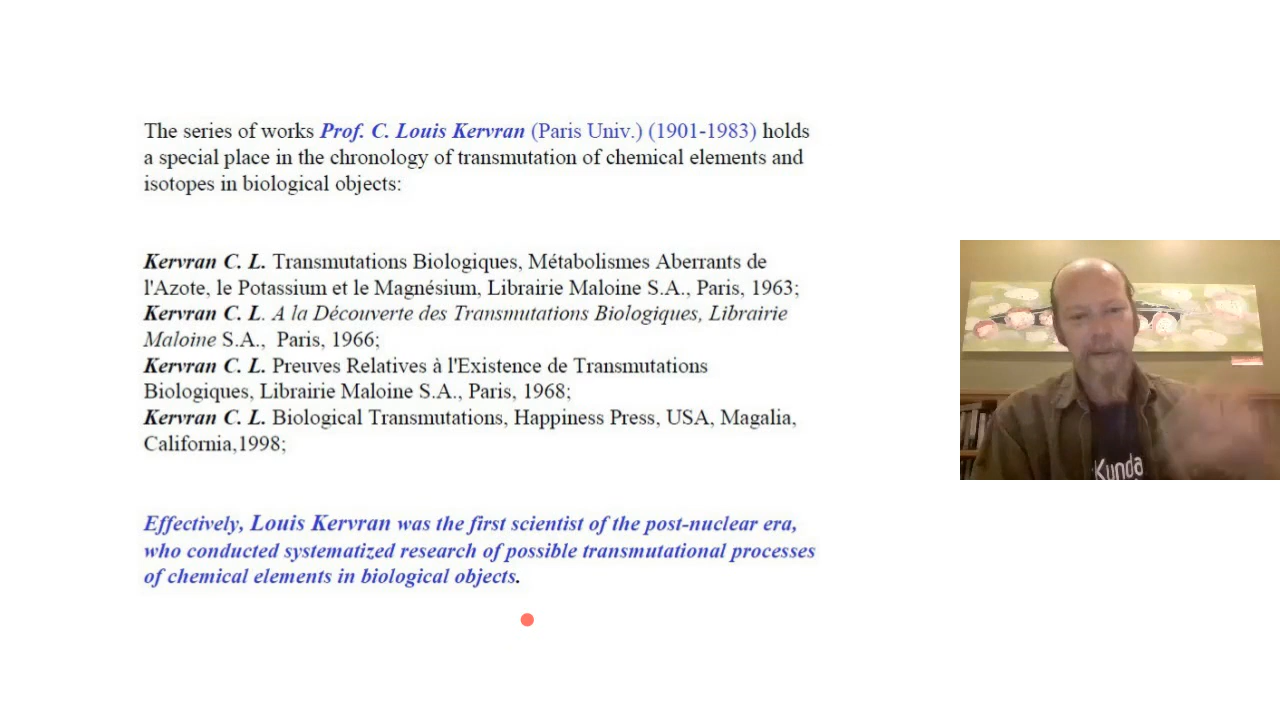 The series of works Prof. C. Louis Kervran (Paris Univ.) (1901-1983) holds
a special place in the chronology of transmutation of chemical elements and
isotopes in biological objects:
Kervran C. L. Transmutations Biologiques, Métabolismes Aberrants de
l'Azote, le Potassium et le Magnésium, Librairie Maloine S.A., Paris, 1963;
Kervran C. L. A la Découverte des Transmutations Biologiques, Librairie
Maloine S.A., Paris, 1966;
Kervran C. L. Preuves Relatives à l'Existence de Transmutations
Biologiques, Librairie Maloine S.A., Paris, 1968;
Kervran C. L. Biological Transmutations, Happiness Press, USA, Magalia,
California,1998;
Effectively, Louis Kervran was the first scientist of the post-nuclear era,
who conducted systematized research of possible transmutational processes
of chemical elements in biological objects.
Kunda